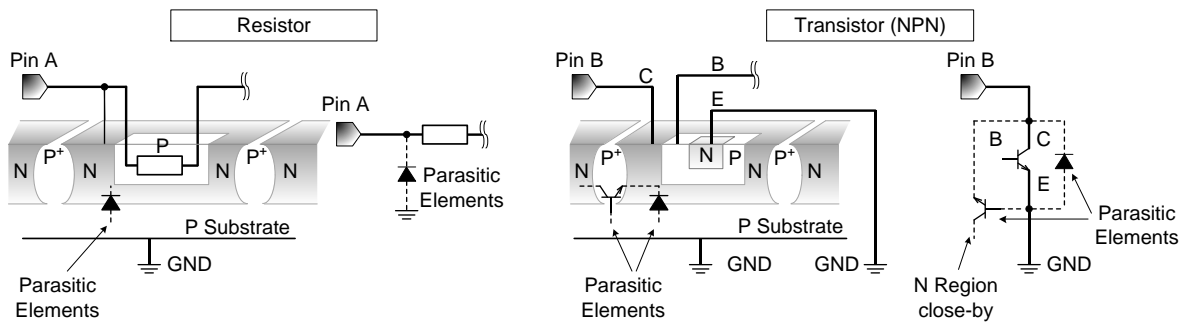 Resistor
Transistor (NPN)
Pin A
Pin B
Pin B
C
B
E
Pin A
N
P+
N
P
N
P+
N
Parasitic
Elements
P Substrate
GND
Parasitic
Elements
N
P+
N
N
P
N
P+
N
P Substrate
GND
GND
Parasitic
Elements
B
C
E
Parasitic
Elements
GND
N Region
close-by